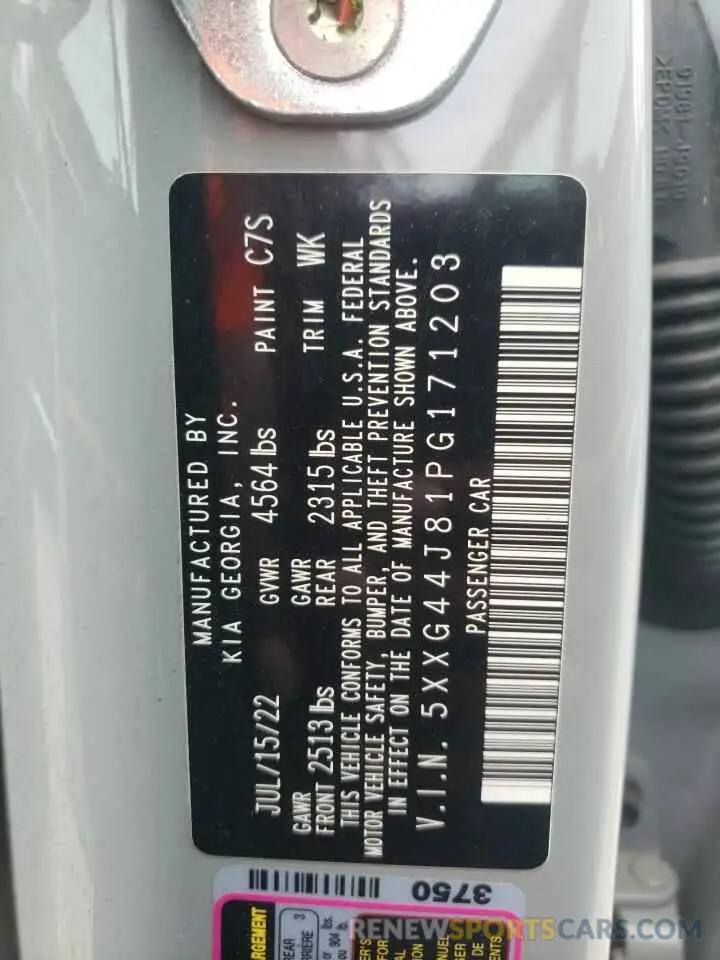 MANUFACTURED BY
KIA GEORGIA, INC.
JUL/15/22 GVWR 4564 lbs PAINT C7S
GAWR FRONT 2513 lbs GAWR REAR 2315 lbs TRIM WK
THIS VEHICLE CONFORMS TO ALL APPLICABLE U.S.A. FEDERAL
MOTOR VEHICLE SAFETY, BUMPER, AND THEFT PREVENTION STANDARDS
IN EFFECT ON THE DATE OF MANUFACTURE SHOWN ABOVE.
V.I.N. 5XXG44J81PG171203
PASSENGER CAR
3750
REAR 3
RENEWSPORTSCARS.COM